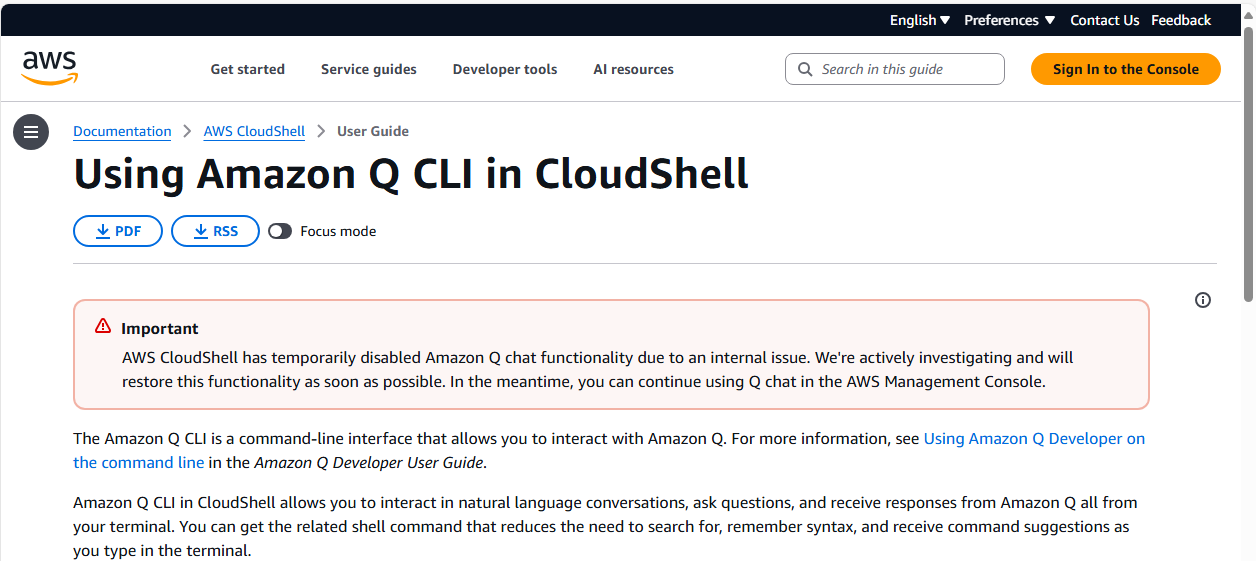 English Preferences Contact Us Feedback
aws Get started Service guides Developer tools AI resources Search in this guide Sign In to the Console
Documentation > AWS CloudShell > User Guide
Using Amazon Q CLI in CloudShell
PDF RSS Focus mode
Important
AWS CloudShell has temporarily disabled Amazon Q chat functionality due to an internal issue. We're actively investigating and will
restore this functionality as soon as possible. In the meantime, you can continue using Q chat in the AWS Management Console.
The Amazon Q CLI is a command-line interface that allows you to interact with Amazon Q. For more information, see Using Amazon Q Developer on
the command line in the Amazon Q Developer User Guide.
Amazon Q CLI in CloudShell allows you to interact in natural language conversations, ask questions, and receive responses from Amazon Q all from
your terminal. You can get the related shell command that reduces the need to search for, remember syntax, and receive command suggestions as
you type in the terminal.